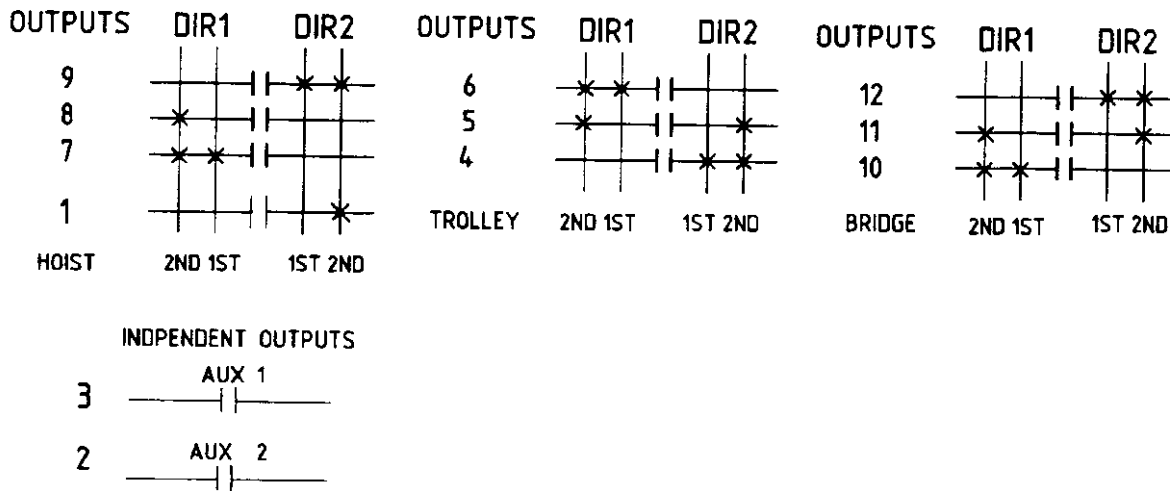 OUTPUTS DIR1 DIR2
9
8
7
1
HOIST 2ND 1ST 1ST 2ND
OUTPUTS DIR1 DIR2
6
5
4
TROLLEY 2ND 1ST 1ST 2ND
OUTPUTS DIR1 DIR2
12
11
10
BRIDGE 2ND 1ST 1ST 2ND
INDPENDENT OUTPUTS
AUX 1
3
AUX 2
2